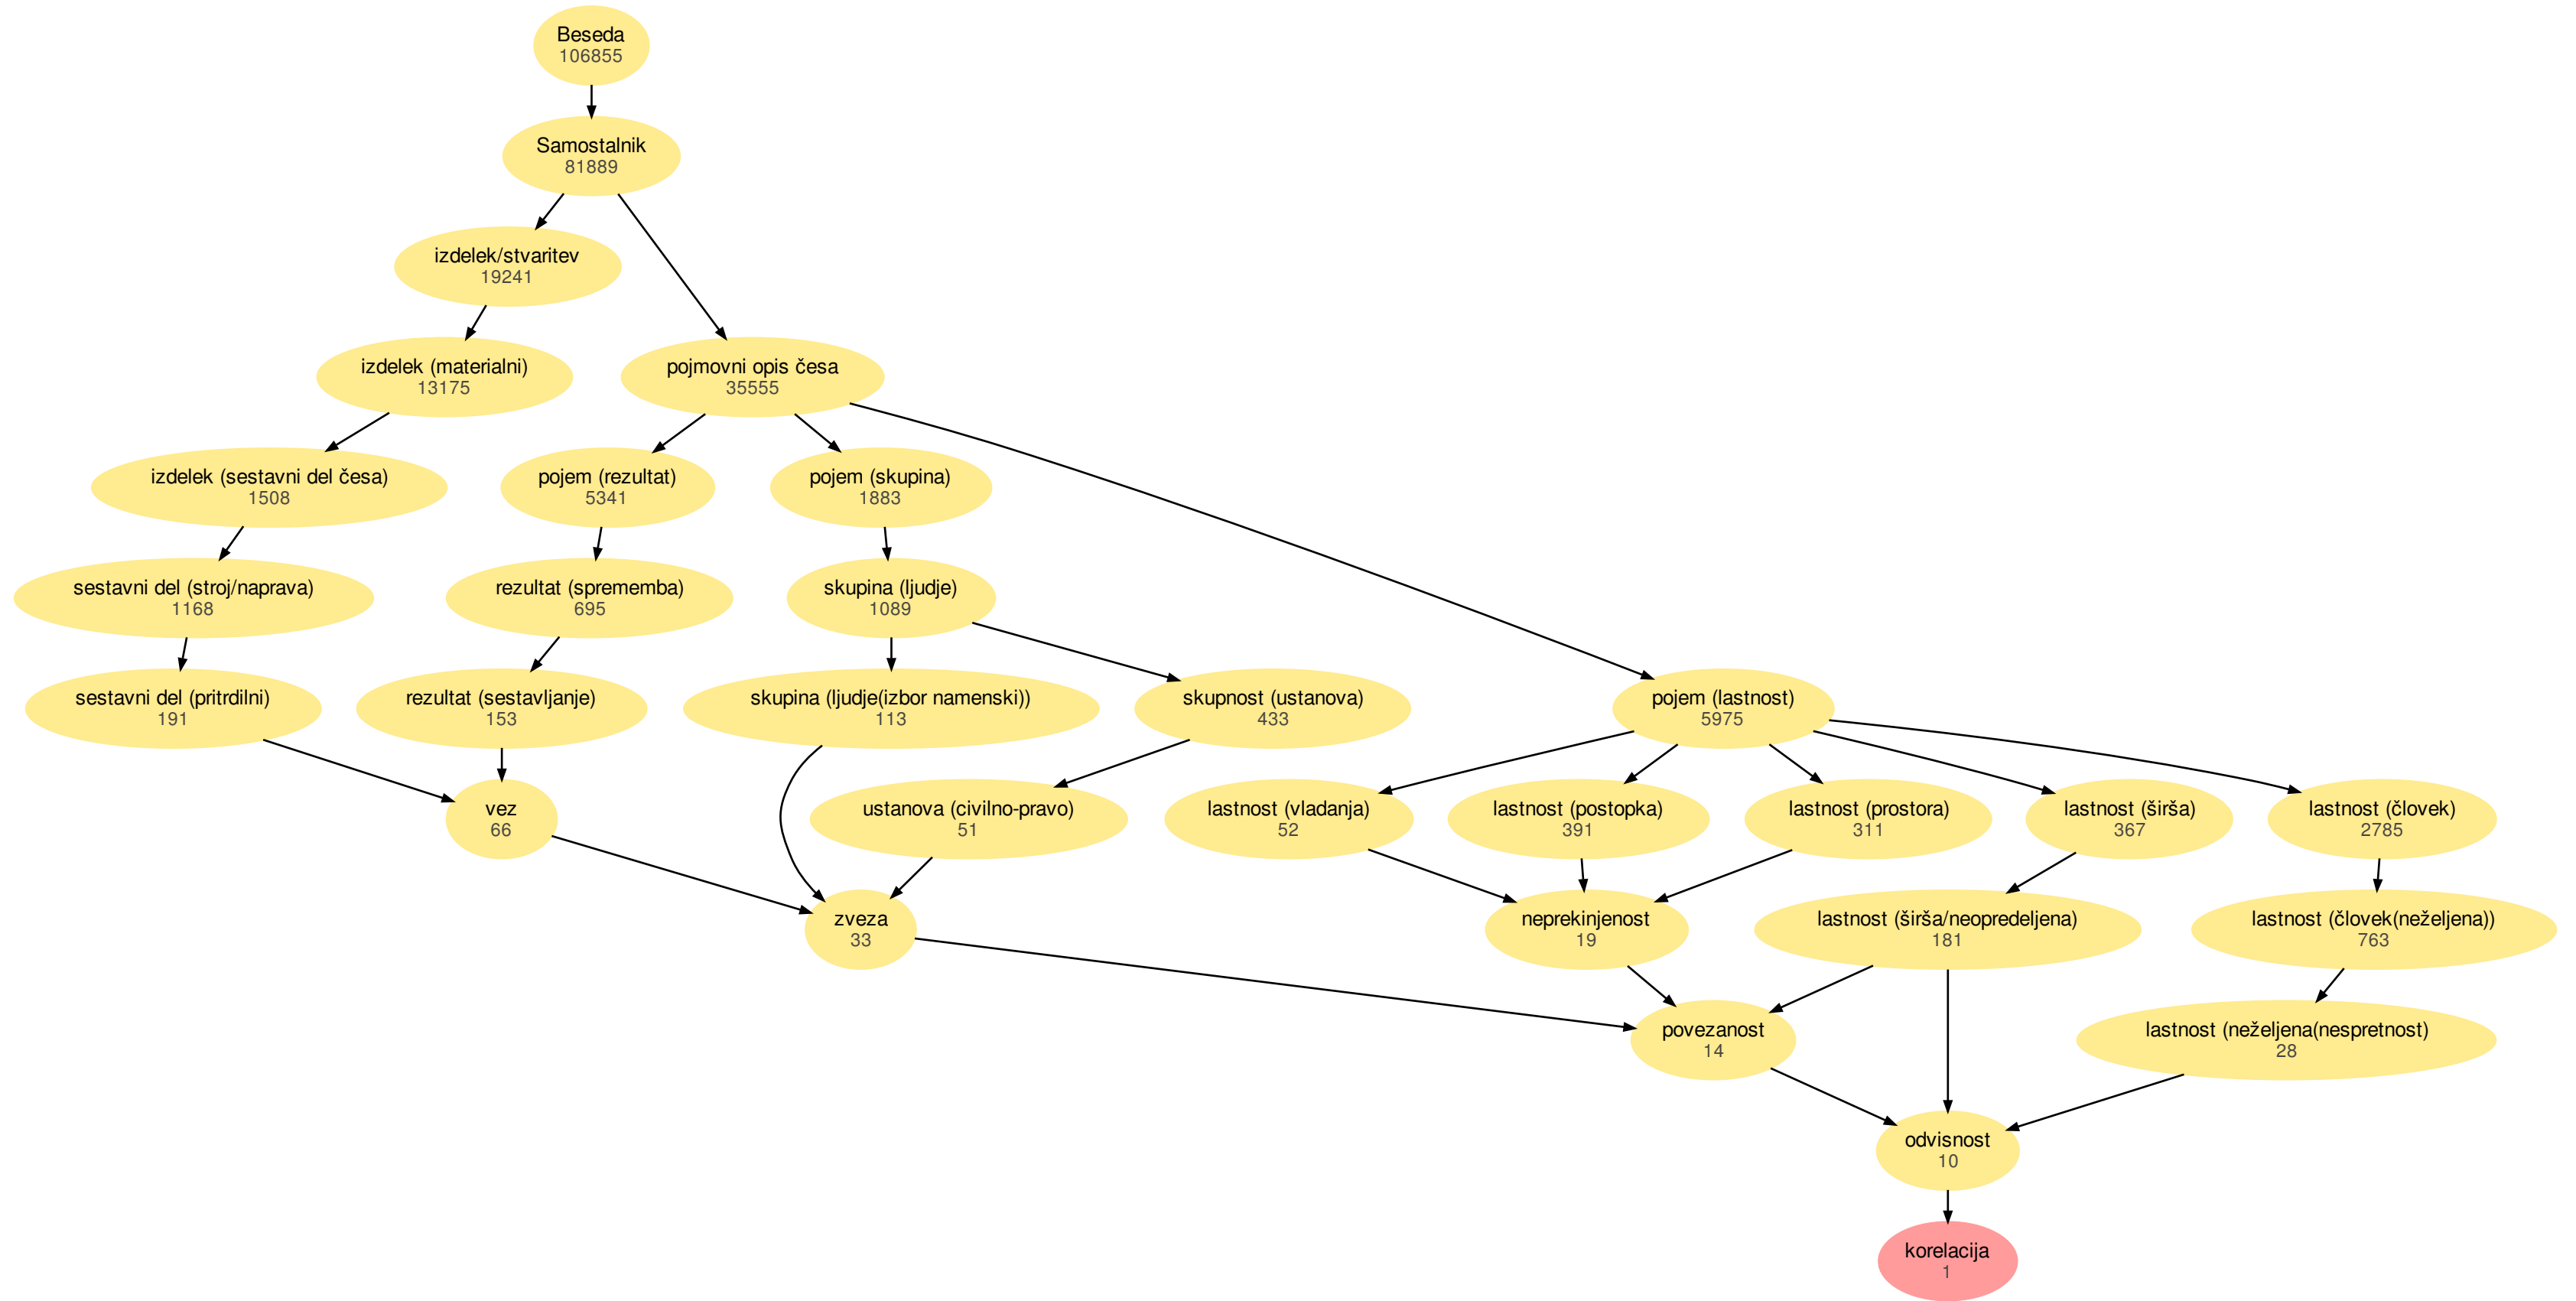 Beseda
106855
Samostalnik
81889
izdelek/stvaritev
19241
izdelek (materialni)
13175
pojmovni opis česa
35555
izdelek (sestavni del česa)
1508
pojem (rezultat)
5341
pojem (skupina)
1883
sestavni del (stroj/naprava)
1168
rezultat (sprememba)
695
skupina (ljudje)
1089
sestavni del (pritrdilni)
191
rezultat (sestavljanje)
153
skupina (ljudje(izbor namenski))
113
skupnost (ustanova)
433
pojem (lastnost)
5975
vez
66
ustanova (civilno-pravo)
51
lastnost (vladanja)
52
lastnost (postopka)
391
lastnost (prostora)
311
lastnost (širša)
367
lastnost (človek)
2785
zveza
33
neprekinjenost
19
lastnost (širša/neopredeljena)
181
lastnost (človek(neželjena))
763
povezanost
14
lastnost (neželjena(nespretnost)
28
odvisnost
10
korelacija
1